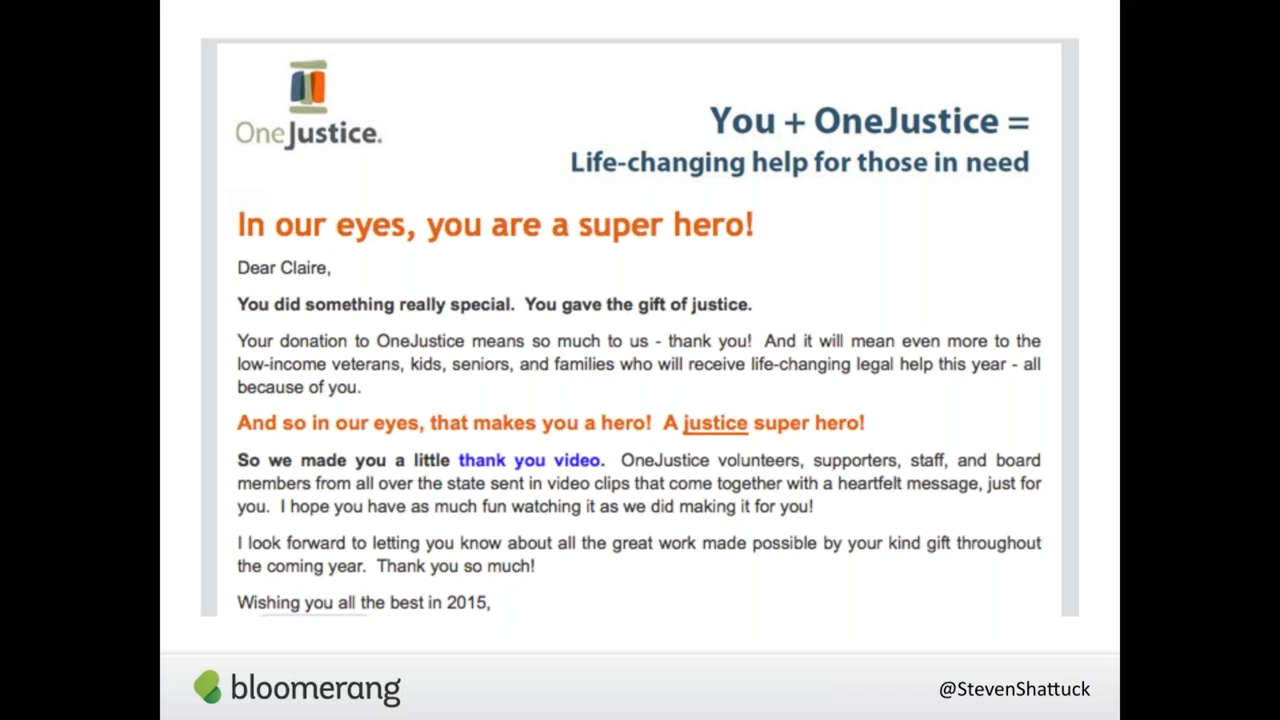 OneJustice.
You + OneJustice =
Life-changing help for those in need
In our eyes, you are a super hero!
Dear Claire,
You did something really special. You gave the gift of justice.
Your donation to OneJustice means so much to us - thank you! And it will mean even more to the
low-income veterans, kids, seniors, and families who will receive life-changing legal help this year - all
because of you.
And so in our eyes, that makes you a hero! A justice super hero!
So we made you a little thank you video. OneJustice volunteers, supporters, staff, and board
members from all over the state sent in video clips that come together with a heartfelt message, just for
you. I hope you have as much fun watching it as we did making it for you!
I look forward to letting you know about all the great work made possible by your kind gift throughout
the coming year. Thank you so much!
Wishing you all the best in 2015,
bloomerang
@StevenShattuck